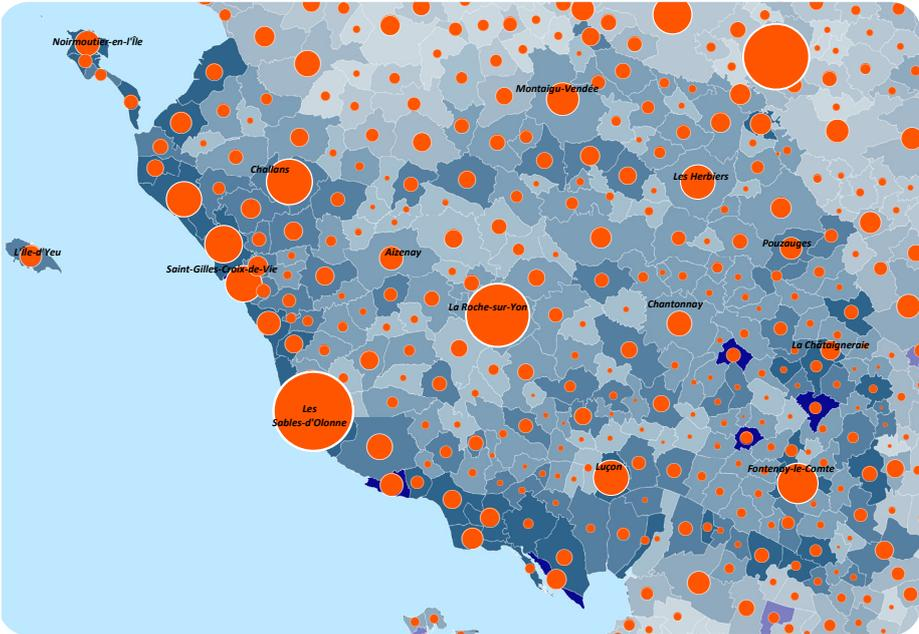 Noirmoutier-en-l'Île
Montaigu-Vendée
Challans
Les Herbiers
L'Île-d'Yeu
Aizenay
Pouzauges
Saint-Gilles-Croix-de-Vie
La Roche-sur-Yon
Chantonnay
La Châtaigneraie
Les
Sables-d'Olonne
Luçon
Fontenay-le-Comte